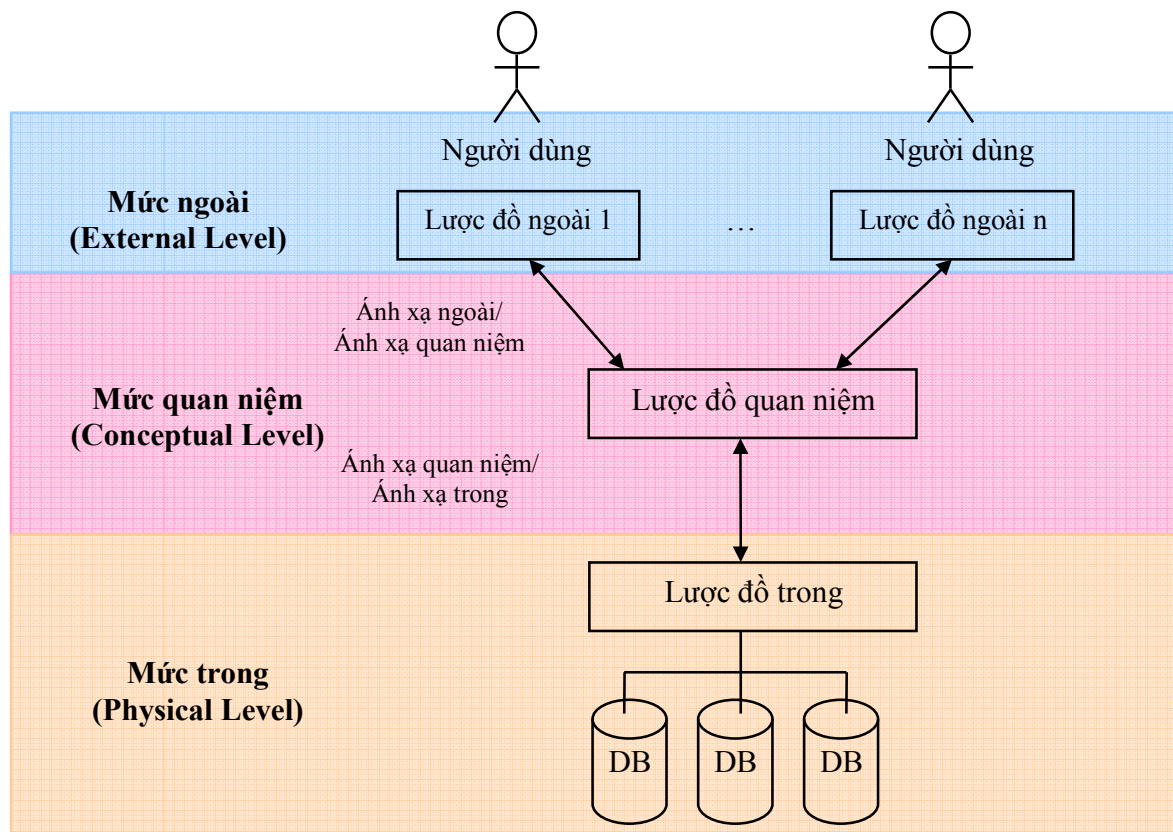 Người dùng
Người dùng
Mức ngoài
(External Level)
Lược đồ ngoài 1
…
Lược đồ ngoài n
Ánh xạ ngoài/
Ánh xạ quan niệm
Mức quan niệm
(Conceptual Level)
Lược đồ quan niệm
Ánh xạ quan niệm/
Ánh xạ trong
Lược đồ trong
Mức trong
(Physical Level)
DB
DB
DB